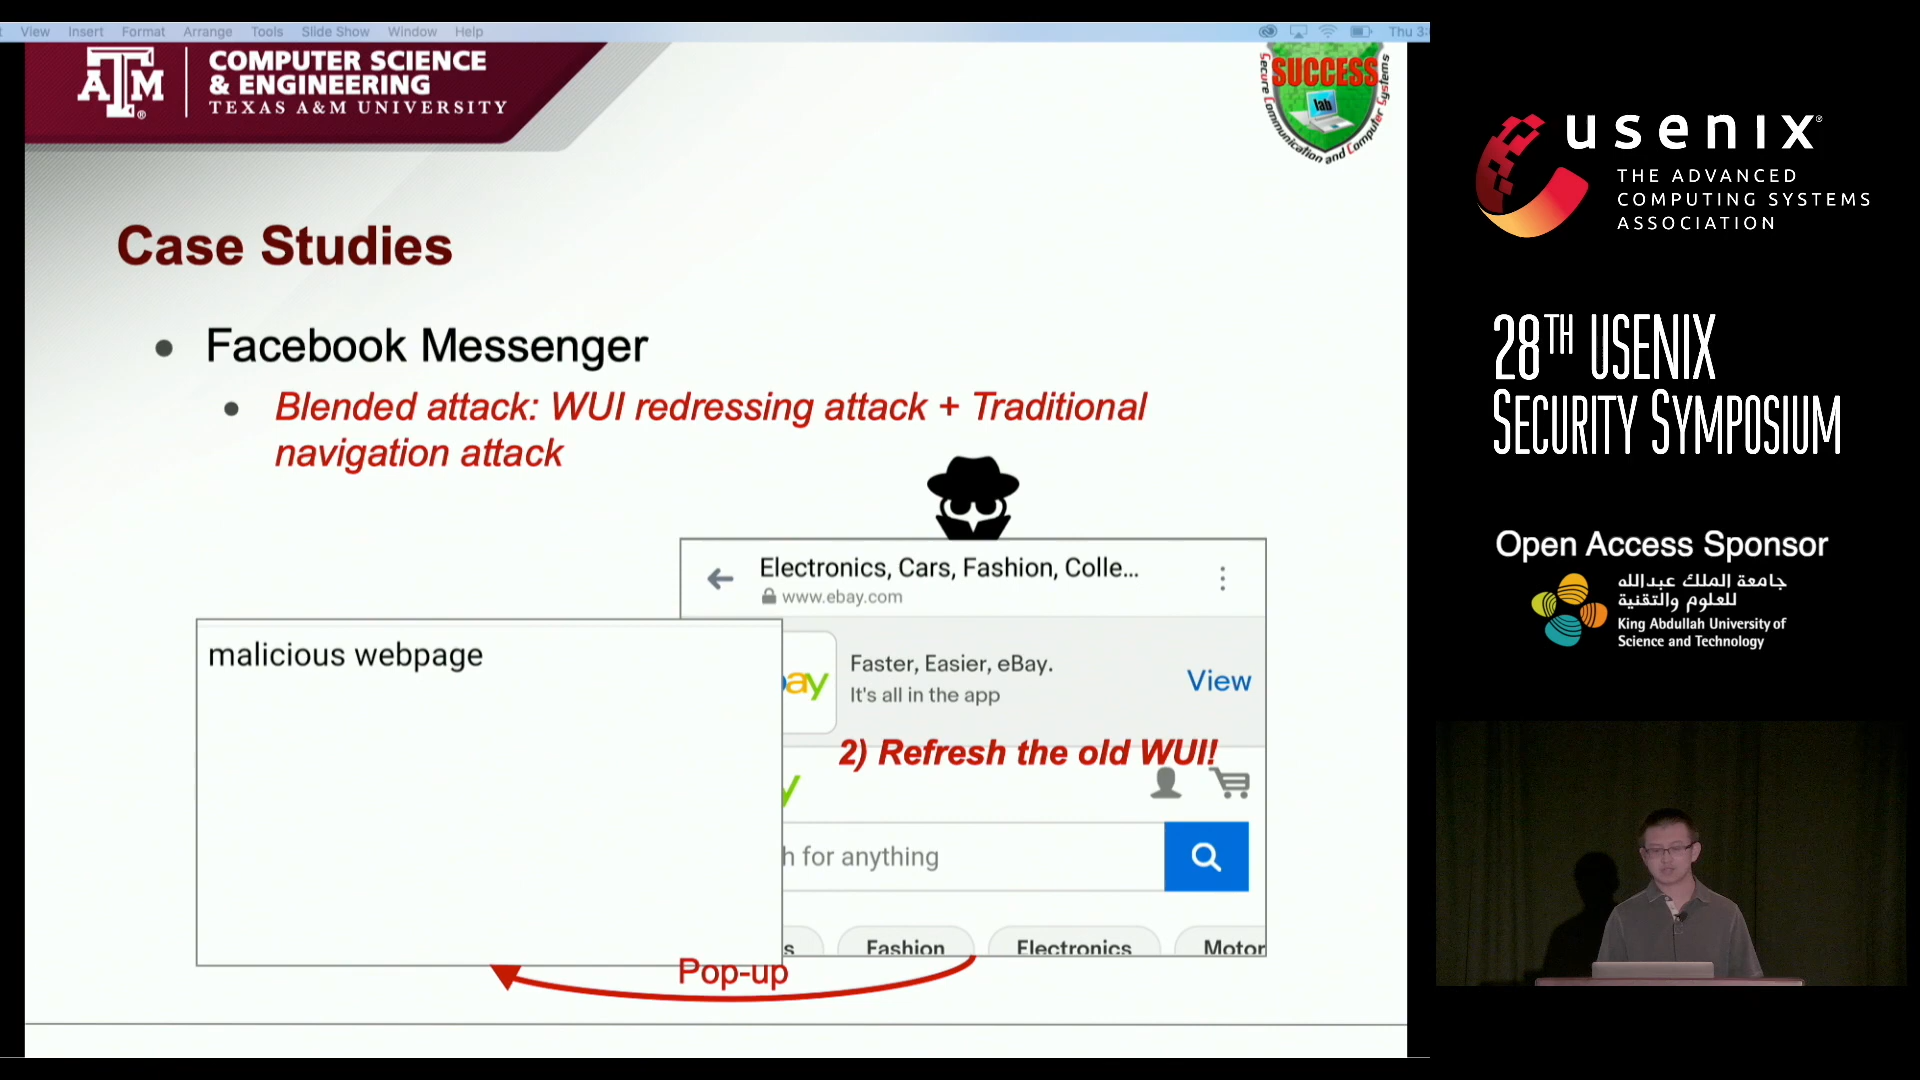 View Insert Format Arrange Tools Slide Show Window Help
Thu 3:
ATM
COMPUTER SCIENCE
& ENGINEERING
TEXAS A&M UNIVERSITY
Secure Communication and Computer Systems
SUCCESS
lab
Case Studies
Facebook Messenger
Blended attack: WUI redressing attack + Traditional
navigation attack
Electronics, Cars, Fashion, Colle...
www.ebay.com
malicious webpage
bay
Faster, Easier, eBay.
It's all in the app
View
2) Refresh the old WUI!
y
h for anything
s
Fashion
Electronics
Motor
Pop-up
usenix
THE ADVANCED
COMPUTING SYSTEMS
ASSOCIATION
28TH USENIX
SECURITY SYMPOSIUM
Open Access Sponsor
جامعة الملك عبدالله
للعلوم والتقنية
King Abdullah University of
Science and Technology